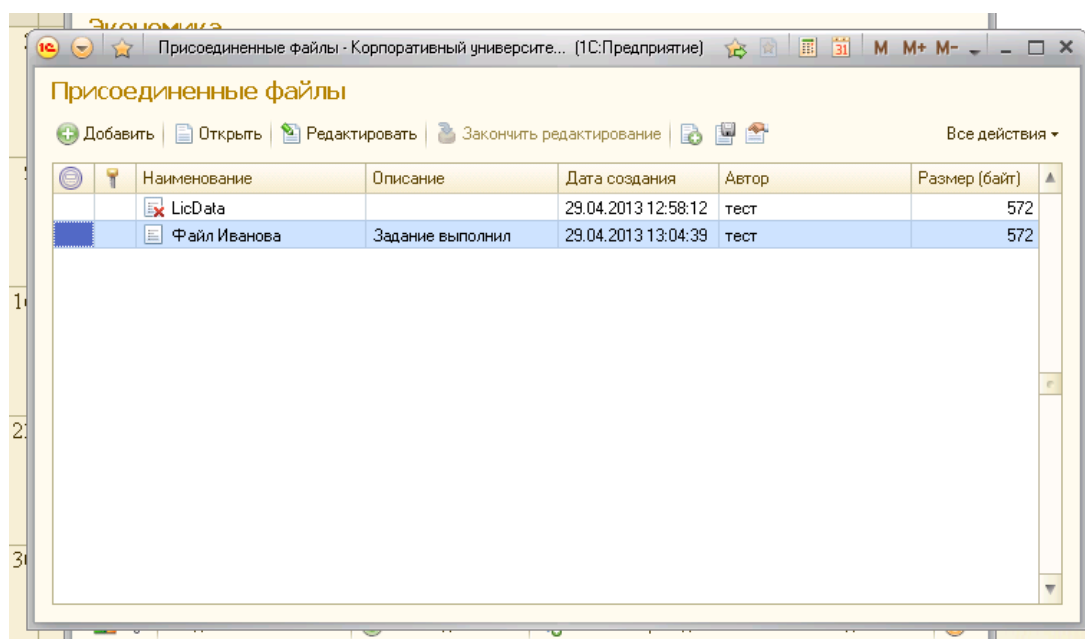 Экономика
1С Присоединенные файлы - Корпоративный университе... (1С:Предприятие) 31 M M+ M-
Присоединенные файлы
Добавить Открыть Редактировать Закончить редактирование Все действия
Наименование Описание Дата создания Автор Размер (байт)
LicData 29.04.2013 12:58:12 тест 572
Файл Иванова Задание выполнил 29.04.2013 13:04:39 тест 572